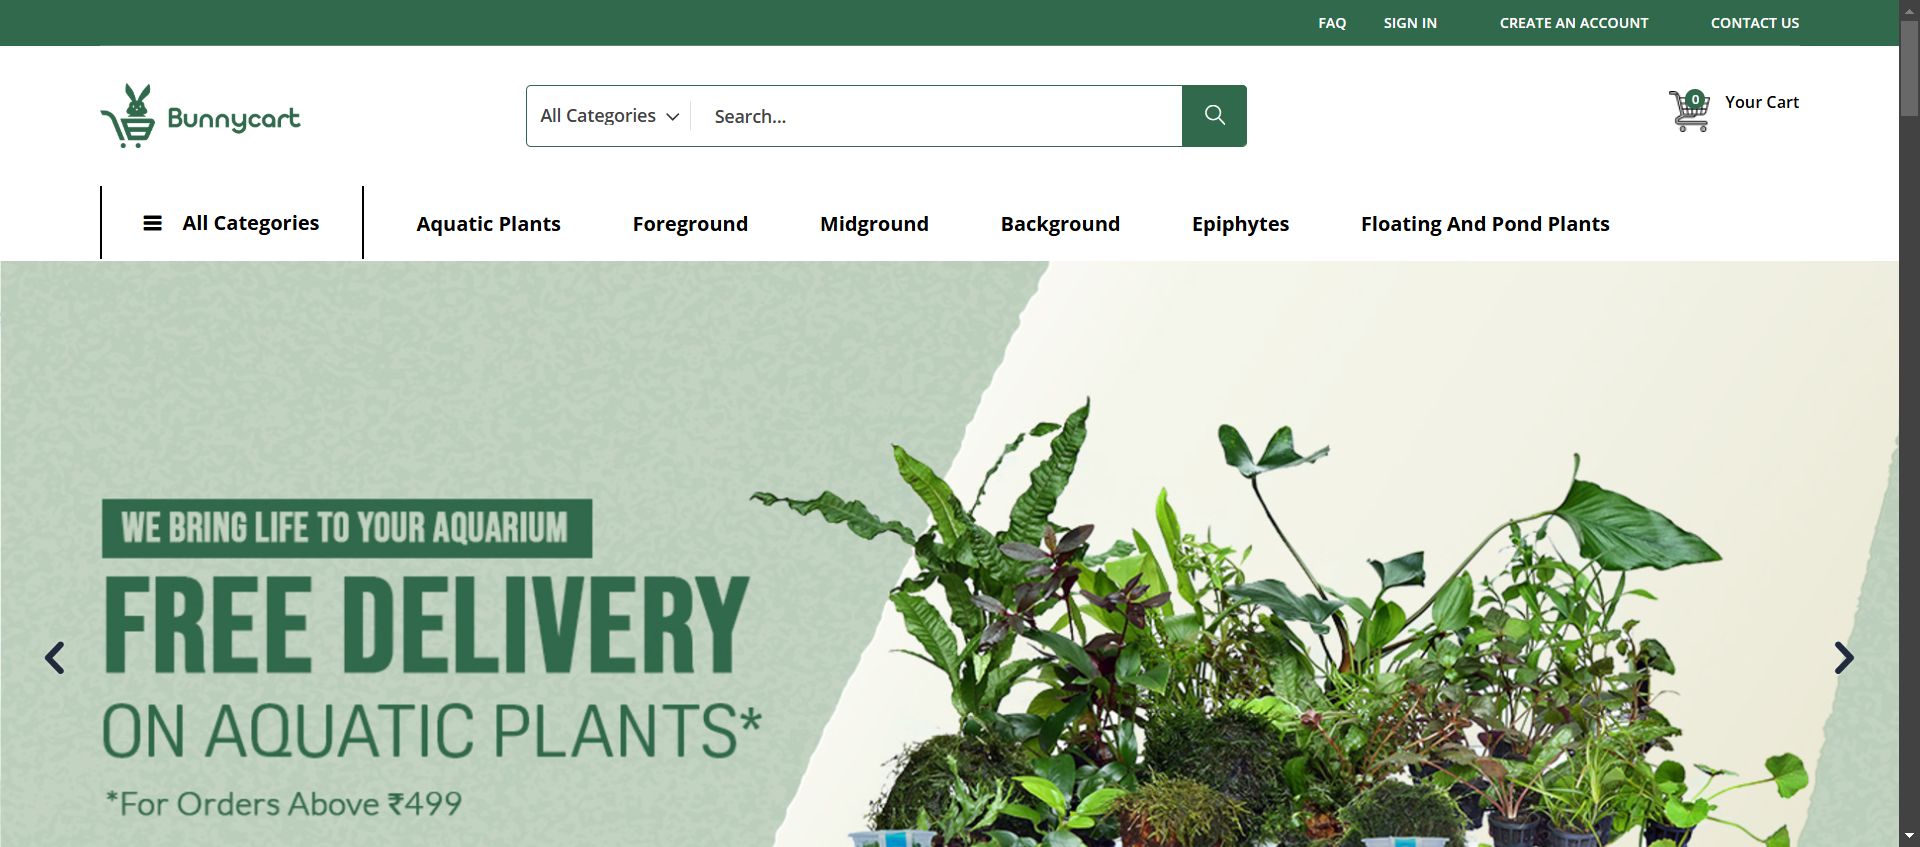 FAQ SIGN IN CREATE AN ACCOUNT CONTACT US
Bunnycart
All Categories Search...
0 Your Cart
All Categories Aquatic Plants Foreground Midground Background Epiphytes Floating And Pond Plants
WE BRING LIFE TO YOUR AQUARIUM
FREE DELIVERY
ON AQUATIC PLANTS*
*For Orders Above ₹499